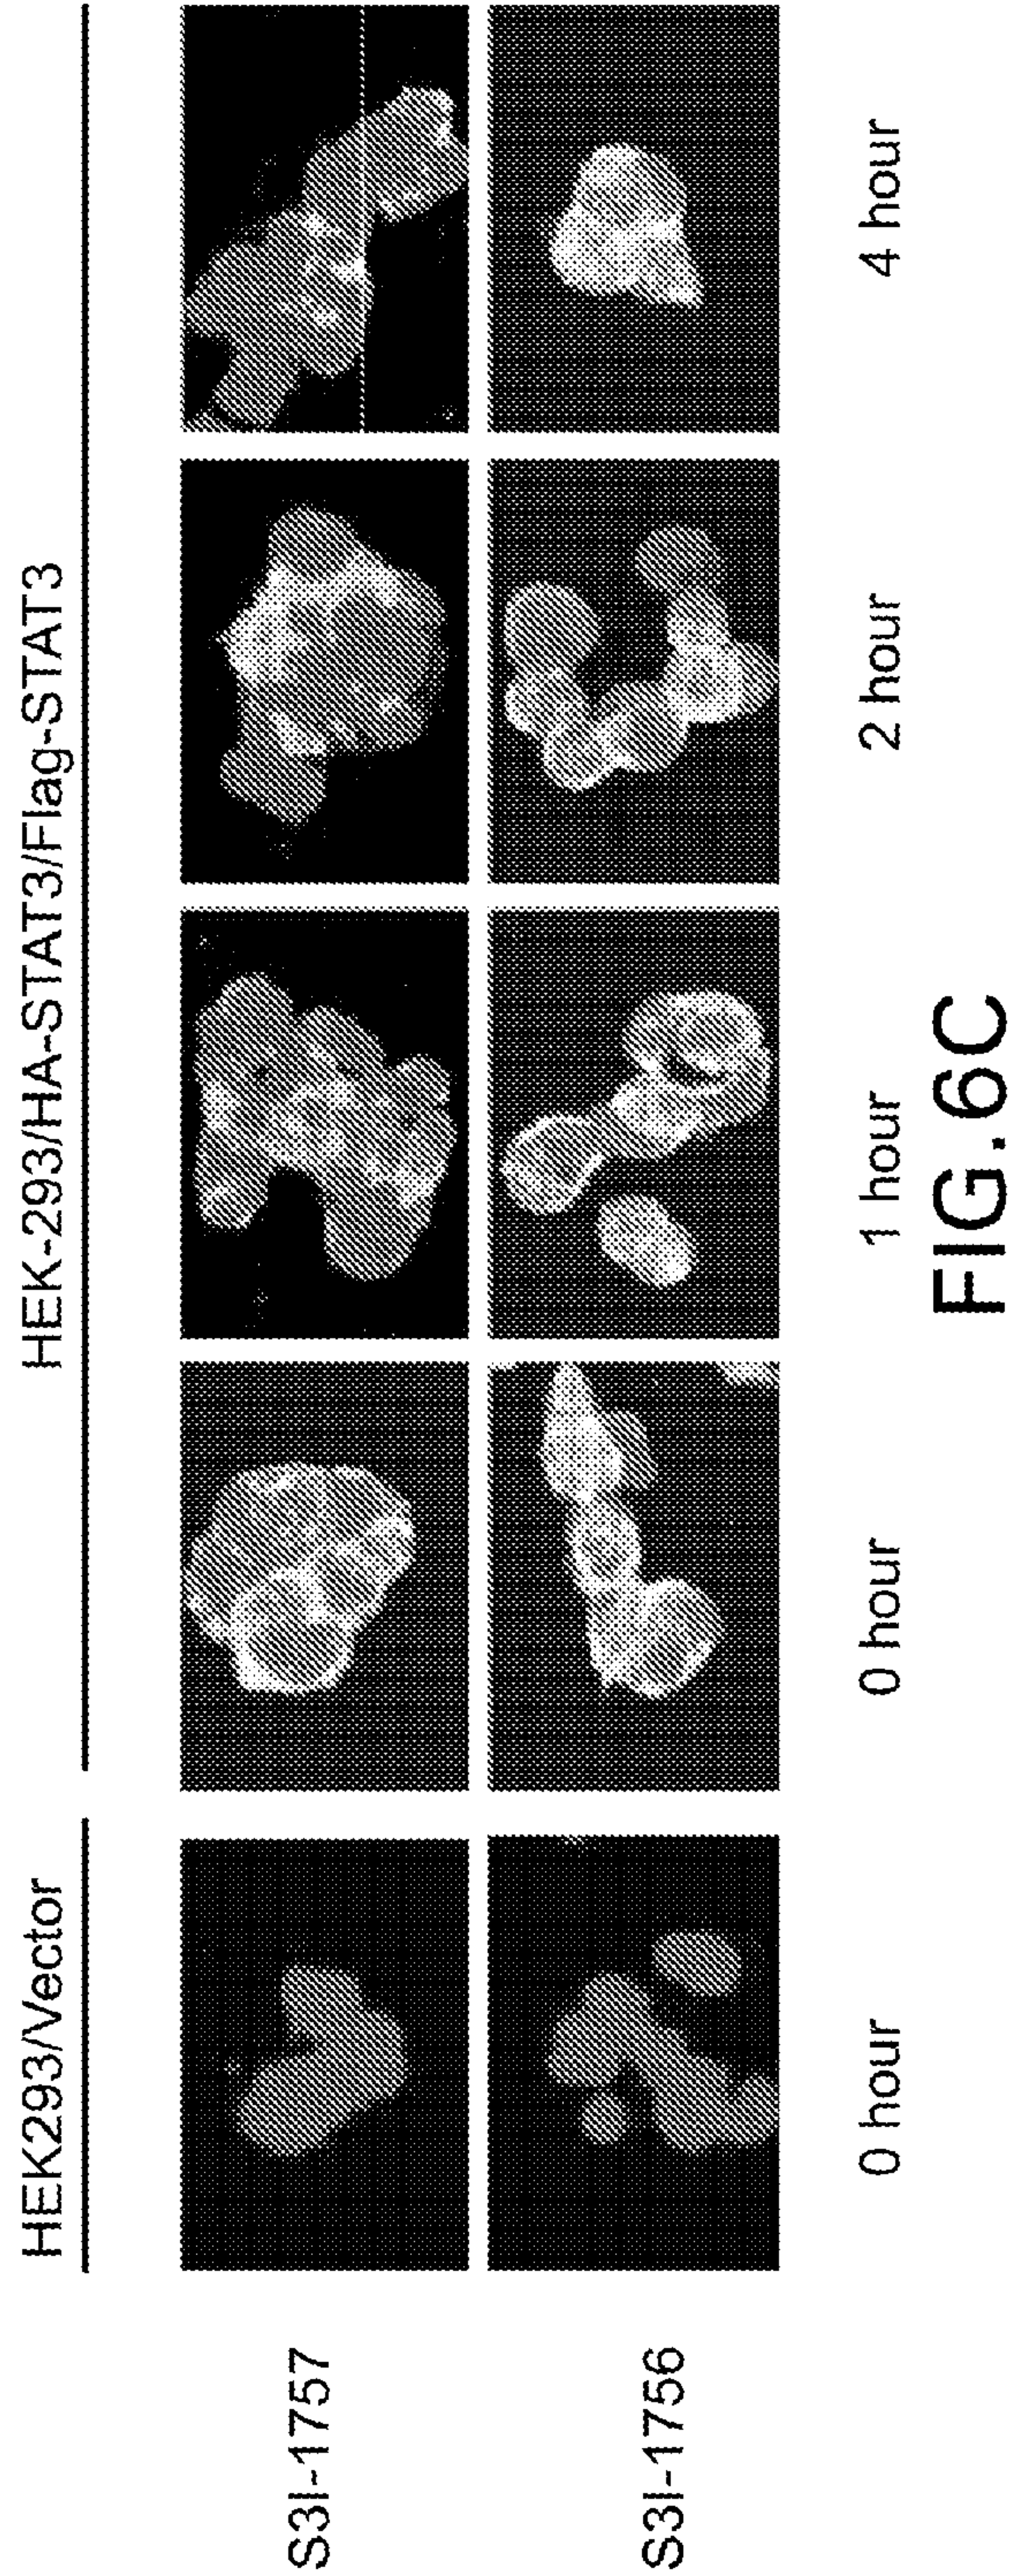 HEK293/Vector
HEK-293/HA-STAT3/Flag-STAT3
S3I-1757
S3I-1756
0 hour
0 hour
1 hour
2 hour
4 hour
FIG.6C